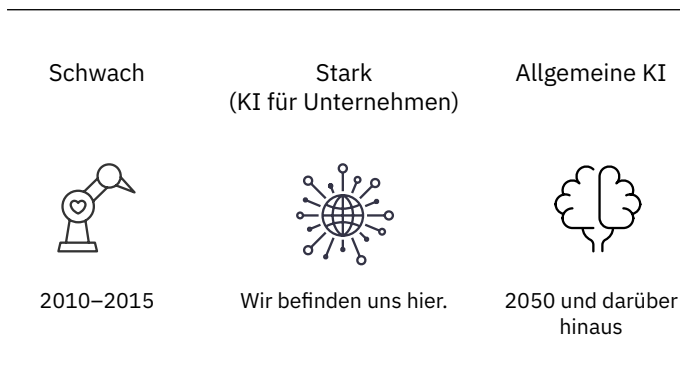 Schwach
Stark
(KI für Unternehmen)
Allgemeine KI
2010–2015
Wir befinden uns hier.
2050 und darüber
hinaus